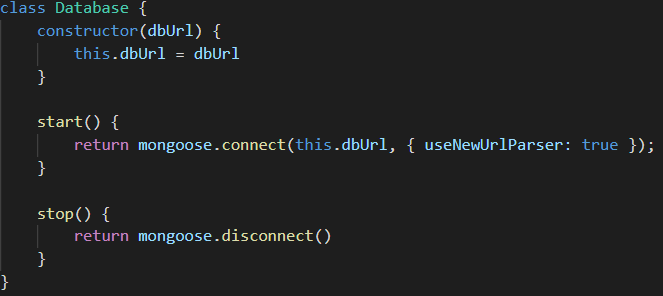 class Database {
    constructor(dbUrl) {
        this.dbUrl = dbUrl
    }

    start() {
        return mongoose.connect(this.dbUrl, { useNewUrlParser: true });
    }

    stop() {
        return mongoose.disconnect()
    }
}